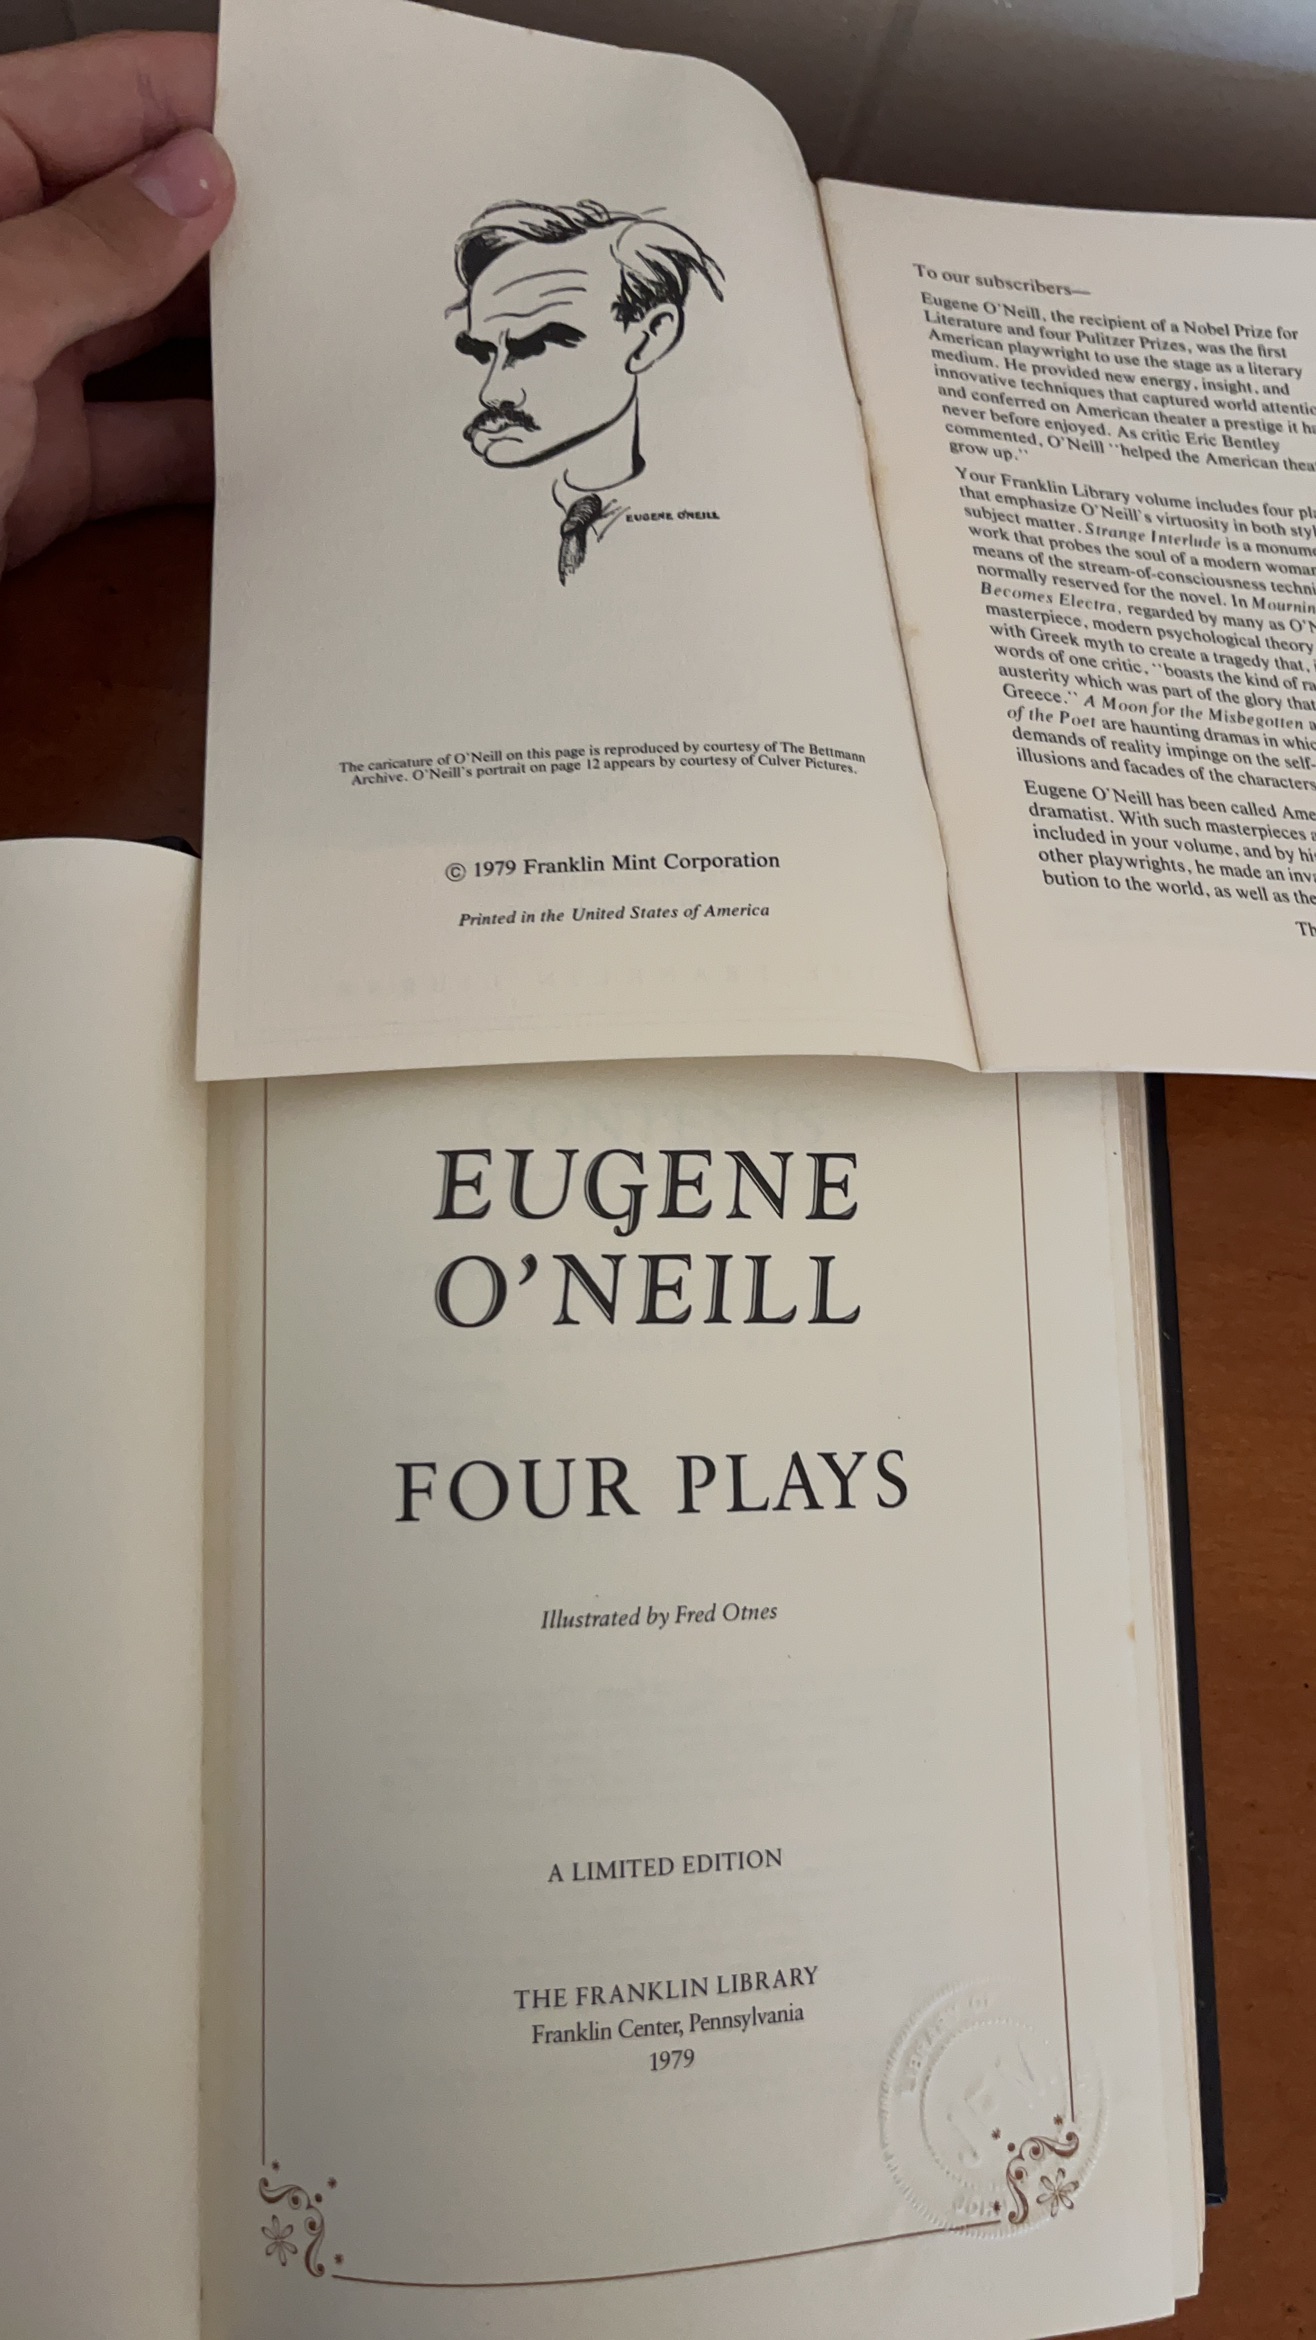 EUGENE O'NEILL
The caricature of O'Neill on this page is reproduced by courtesy of The Bettmann
Archive. O'Neill's portrait on page 12 appears by courtesy of Culver Pictures.
© 1979 Franklin Mint Corporation
Printed in the United States of America
To our subscribers—
Eugene O'Neill, the recipient of a Nobel Prize for
Literature and four Pulitzer Prizes, was the first
American playwright to use the stage as a literary
medium. He provided new energy, insight, and
innovative techniques that captured world
and conferred on American theater a prestige it
never before enjoyed. As critic Eric Bentley
commented, O'Neill "helped the American
grow up."
Your Franklin Library volume includes four
that emphasize O'Neill's virtuosity in both
subject matter. Strange Interlude is a
work that probes the soul of a modern woman
means of the stream-of-consciousness
normally reserved for the novel. In
Becomes Electra, regarded by many as
masterpiece, modern psychological theory
with Greek myth to create a tragedy that,
words of one critic, "boasts the kind of
austerity which was part of the glory that
Greece." A Moon for the Misbegotten
of the Poet are haunting dramas in
demands of reality impinge on the
illusions and facades of the characters
Eugene O'Neill has been called
dramatist. With such masterpieces
included in your volume, and by
other playwrights, he made an
bution to the world, as well as the
CONTENTS
EUGENE
O'NEILL
FOUR PLAYS
Illustrated by Fred Otnes
A LIMITED EDITION
THE FRANKLIN LIBRARY
Franklin Center, Pennsylvania
1979
LIBRARY OF